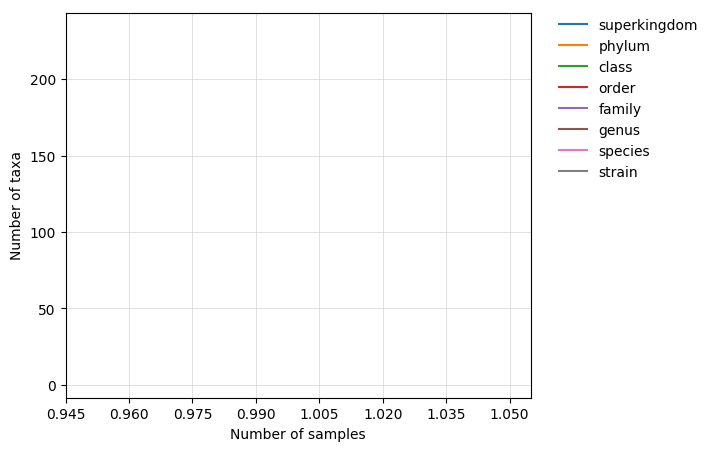 superkingdom
phylum
class
order
family
genus
species
strain
Number of taxa
200
150
100
50
0
0.945 0.960 0.975 0.990 1.005 1.020 1.035 1.050
Number of samples